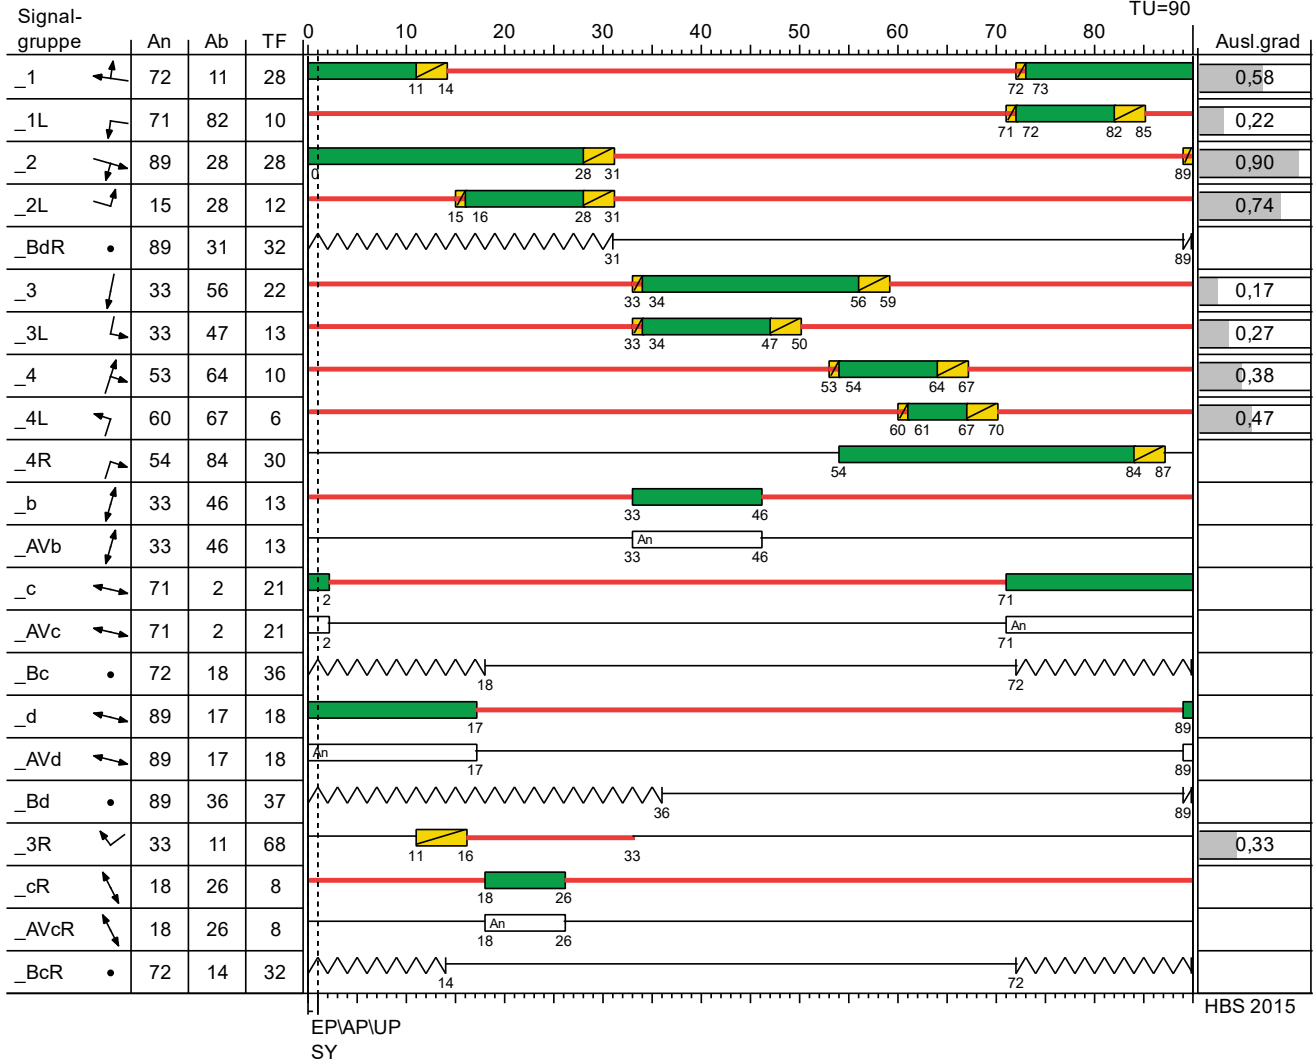 TU=90
Signal-
gruppe An Ab TF 0 10 20 30 40 50 60 70 80 Ausl.grad
_1 72 11 28 11 14 72 73 0,58
_1L 71 82 10 71 72 82 85 0,22
_2 89 28 28 0 28 31 89 0,90
_2L 15 28 12 15 16 28 31 0,74
_BdR 89 31 32 31 89
_3 33 56 22 33 34 56 59 0,17
_3L 33 47 13 33 34 47 50 0,27
_4 53 64 10 53 54 64 67 0,38
_4L 60 67 6 60 61 67 70 0,47
_4R 54 84 30 54 84 87
_b 33 46 13 33 46
_AVb 33 46 13 An 33 46
_c 71 2 21 2 71
_AVc 71 2 21 2 An 71
_Bc 72 18 36 18 72
_d 89 17 18 17 89
_AVd 89 17 18 An 17 89
_Bd 89 36 37 36 89
_3R 33 11 68 11 16 33 0,33
_cR 18 26 8 18 26
_AVcR 18 26 8 An 18 26
_BcR 72 14 32 14 72
HBS 2015
EP\AP\UP
SY